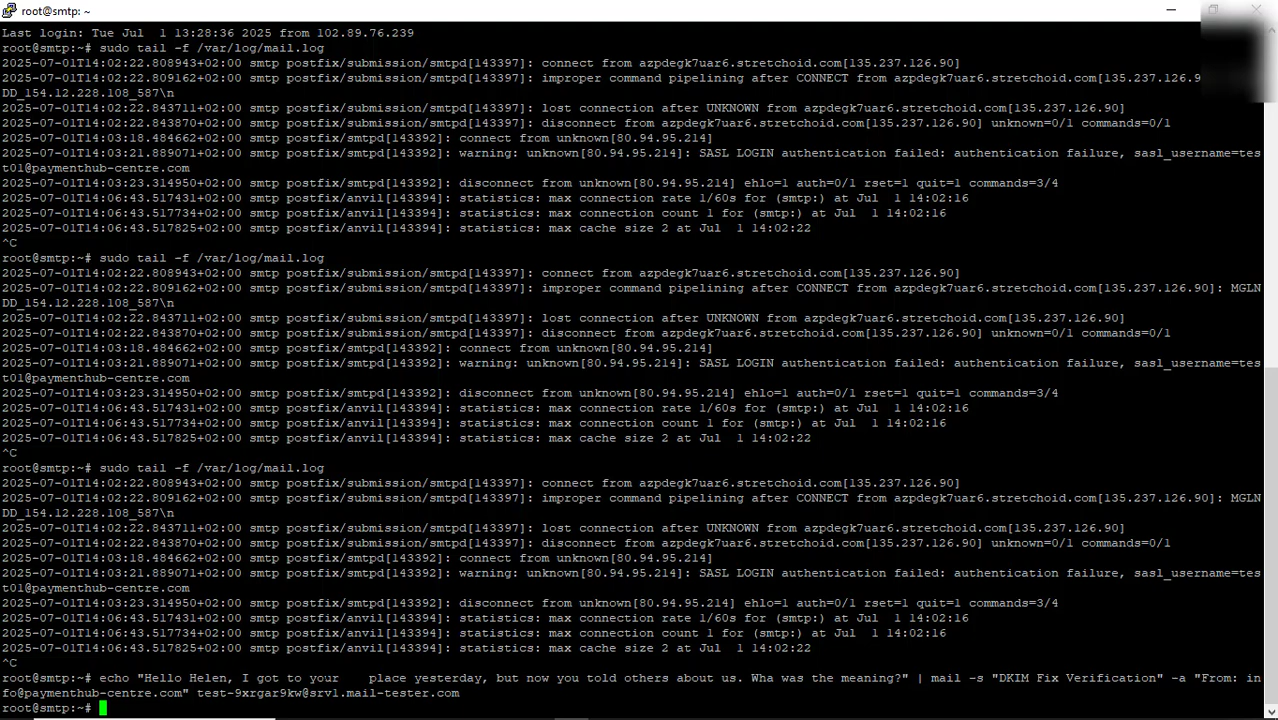 root@smtp: ~
Last login: Tue Jul  1 13:28:36 2025 from 102.89.76.239
root@smtp:~# sudo tail -f /var/log/mail.log
2025-07-01T14:02:22.808943+02:00 smtp postfix/submission/smtpd[143397]: connect from azpdegk7uar6.stretchoid.com[135.237.126.90]
2025-07-01T14:02:22.809162+02:00 smtp postfix/submission/smtpd[143397]: improper command pipelining after CONNECT from azpdegk7uar6.stretchoid.com[135.237.126.9
DD_154.12.228.108_587\n
2025-07-01T14:02:22.843711+02:00 smtp postfix/submission/smtpd[143397]: lost connection after UNKNOWN from azpdegk7uar6.stretchoid.com[135.237.126.90]
2025-07-01T14:02:22.843870+02:00 smtp postfix/submission/smtpd[143397]: disconnect from azpdegk7uar6.stretchoid.com[135.237.126.90] unknown=0/1 commands=0/1
2025-07-01T14:03:18.484662+02:00 smtp postfix/smtpd[143392]: connect from unknown[80.94.95.214]
2025-07-01T14:03:21.889071+02:00 smtp postfix/smtpd[143392]: warning: unknown[80.94.95.214]: SASL LOGIN authentication failed: authentication failure, sasl_username=tes
t01@paymenthub-centre.com
2025-07-01T14:03:23.314950+02:00 smtp postfix/smtpd[143392]: disconnect from unknown[80.94.95.214] ehlo=1 auth=0/1 rset=1 quit=1 commands=3/4
2025-07-01T14:06:43.517431+02:00 smtp postfix/anvil[143394]: statistics: max connection rate 1/60s for (smtp:) at Jul  1 14:02:16
2025-07-01T14:06:43.517734+02:00 smtp postfix/anvil[143394]: statistics: max connection count 1 for (smtp:) at Jul  1 14:02:16
2025-07-01T14:06:43.517825+02:00 smtp postfix/anvil[143394]: statistics: max cache size 2 at Jul  1 14:02:22
^C
root@smtp:~# sudo tail -f /var/log/mail.log
2025-07-01T14:02:22.808943+02:00 smtp postfix/submission/smtpd[143397]: connect from azpdegk7uar6.stretchoid.com[135.237.126.90]
2025-07-01T14:02:22.809162+02:00 smtp postfix/submission/smtpd[143397]: improper command pipelining after CONNECT from azpdegk7uar6.stretchoid.com[135.237.126.90]: MGLN
DD_154.12.228.108_587\n
2025-07-01T14:02:22.843711+02:00 smtp postfix/submission/smtpd[143397]: lost connection after UNKNOWN from azpdegk7uar6.stretchoid.com[135.237.126.90]
2025-07-01T14:02:22.843870+02:00 smtp postfix/submission/smtpd[143397]: disconnect from azpdegk7uar6.stretchoid.com[135.237.126.90] unknown=0/1 commands=0/1
2025-07-01T14:03:18.484662+02:00 smtp postfix/smtpd[143392]: connect from unknown[80.94.95.214]
2025-07-01T14:03:21.889071+02:00 smtp postfix/smtpd[143392]: warning: unknown[80.94.95.214]: SASL LOGIN authentication failed: authentication failure, sasl_username=tes
t01@paymenthub-centre.com
2025-07-01T14:03:23.314950+02:00 smtp postfix/smtpd[143392]: disconnect from unknown[80.94.95.214] ehlo=1 auth=0/1 rset=1 quit=1 commands=3/4
2025-07-01T14:06:43.517431+02:00 smtp postfix/anvil[143394]: statistics: max connection rate 1/60s for (smtp:) at Jul  1 14:02:16
2025-07-01T14:06:43.517734+02:00 smtp postfix/anvil[143394]: statistics: max connection count 1 for (smtp:) at Jul  1 14:02:16
2025-07-01T14:06:43.517825+02:00 smtp postfix/anvil[143394]: statistics: max cache size 2 at Jul  1 14:02:22
^C
root@smtp:~# sudo tail -f /var/log/mail.log
2025-07-01T14:02:22.808943+02:00 smtp postfix/submission/smtpd[143397]: connect from azpdegk7uar6.stretchoid.com[135.237.126.90]
2025-07-01T14:02:22.809162+02:00 smtp postfix/submission/smtpd[143397]: improper command pipelining after CONNECT from azpdegk7uar6.stretchoid.com[135.237.126.90]: MGLN
DD_154.12.228.108_587\n
2025-07-01T14:02:22.843711+02:00 smtp postfix/submission/smtpd[143397]: lost connection after UNKNOWN from azpdegk7uar6.stretchoid.com[135.237.126.90]
2025-07-01T14:02:22.843870+02:00 smtp postfix/submission/smtpd[143397]: disconnect from azpdegk7uar6.stretchoid.com[135.237.126.90] unknown=0/1 commands=0/1
2025-07-01T14:03:18.484662+02:00 smtp postfix/smtpd[143392]: connect from unknown[80.94.95.214]
2025-07-01T14:03:21.889071+02:00 smtp postfix/smtpd[143392]: warning: unknown[80.94.95.214]: SASL LOGIN authentication failed: authentication failure, sasl_username=tes
t01@paymenthub-centre.com
2025-07-01T14:03:23.314950+02:00 smtp postfix/smtpd[143392]: disconnect from unknown[80.94.95.214] ehlo=1 auth=0/1 rset=1 quit=1 commands=3/4
2025-07-01T14:06:43.517431+02:00 smtp postfix/anvil[143394]: statistics: max connection rate 1/60s for (smtp:) at Jul  1 14:02:16
2025-07-01T14:06:43.517734+02:00 smtp postfix/anvil[143394]: statistics: max connection count 1 for (smtp:) at Jul  1 14:02:16
2025-07-01T14:06:43.517825+02:00 smtp postfix/anvil[143394]: statistics: max cache size 2 at Jul  1 14:02:22
^C
root@smtp:~# echo "Hello Helen, I got to your    place yesterday, but now you told others about us. Wha was the meaning?" | mail -s "DKIM Fix Verification" -a "From: in
fo@paymenthub-centre.com" test-9xrgar9kw@srv1.mail-tester.com
root@smtp:~#